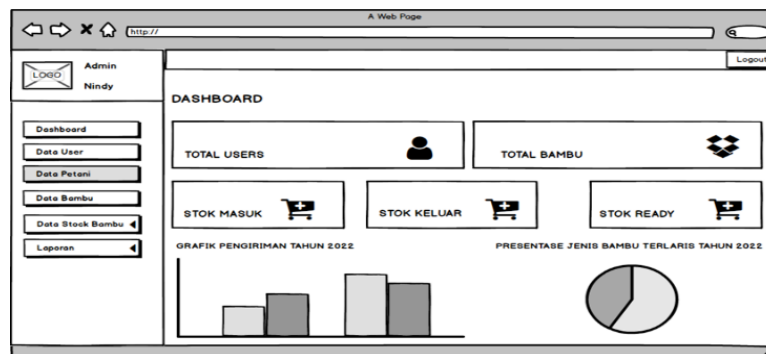 A Web Page
http://
LOGO
Admin
Nindy
Logout
DASHBOARD
Dashboard
Data User
Data Petani
Data Bambu
Data Stock Bambu
Laporan
TOTAL USERS
TOTAL BAMBU
STOK MASUK
STOK KELUAR
STOK READY
GRAFIK PENGIRIMAN TAHUN 2022
PRESENTASE JENIS BAMBU TERLARIS TAHUN 2022